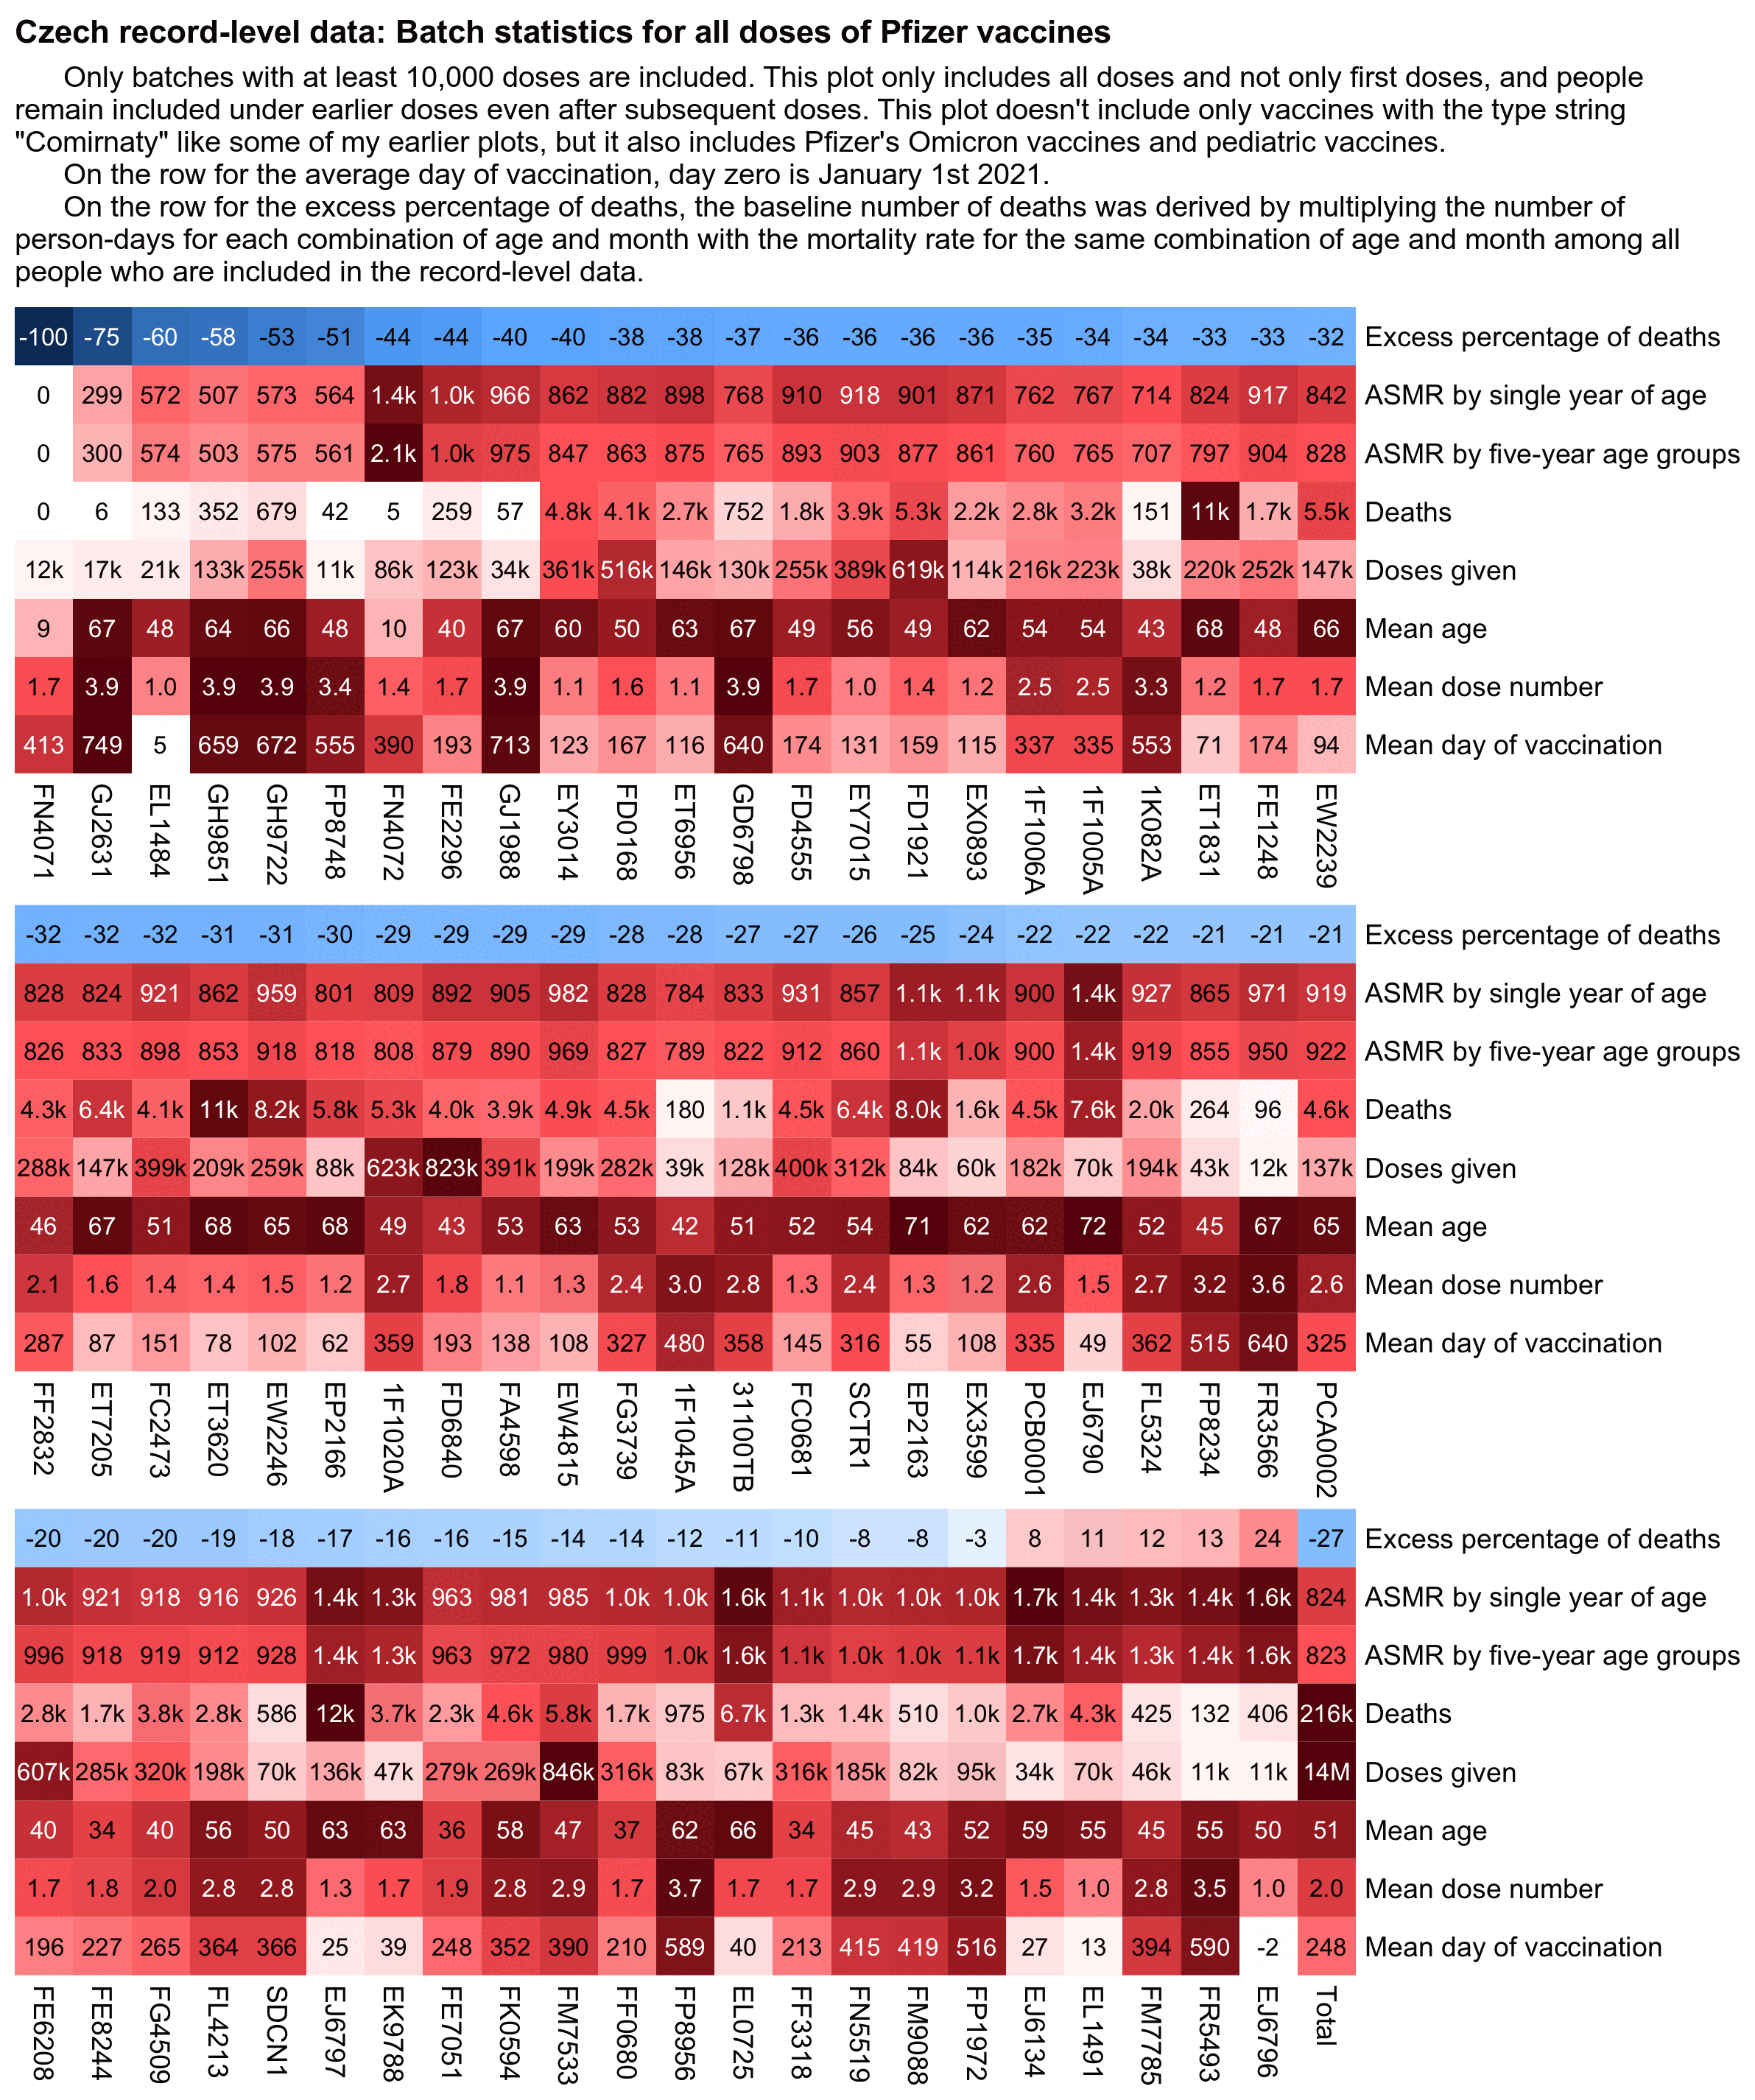 Czech record-level data: Batch statistics for all doses of Pfizer vaccines
Only batches with at least 10,000 doses are included. This plot only includes all doses and not only first doses, and people
remain included under earlier doses even after subsequent doses. This plot doesn't include only vaccines with the type string
"Comirnaty" like some of my earlier plots, but it also includes Pfizer's Omicron vaccines and pediatric vaccines.
On the row for the average day of vaccination, day zero is January 1st 2021.
On the row for the excess percentage of deaths, the baseline number of deaths was derived by multiplying the number of
person-days for each combination of age and month with the mortality rate for the same combination of age and month among all
people who are included in the record-level data.
-100 -75 -60 -58 -53 -51 -44 -44 -40 -40 -38 -38 -37 -36 -36 -36 -36 -35 -34 -34 -33 -33 -32 Excess percentage of deaths
0 299 572 507 573 564 1.4k 1.0k 966 862 882 898 768 910 918 901 871 762 767 714 824 917 842 ASMR by single year of age
0 300 574 503 575 561 2.1k 1.0k 975 847 863 875 765 893 903 877 861 760 765 707 797 904 828 ASMR by five-year age groups
0 6 133 352 679 42 5 259 57 4.8k 4.1k 2.7k 752 1.8k 3.9k 5.3k 2.2k 2.8k 3.2k 151 11k 1.7k 5.5k Deaths
12k 17k 21k 133k 255k 11k 86k 123k 34k 361k 516k 146k 130k 255k 389k 619k 114k 216k 223k 38k 220k 252k 147k Doses given
9 67 48 64 66 48 10 40 67 60 50 63 67 49 56 49 62 54 54 43 68 48 66 Mean age
1.7 3.9 1.0 3.9 3.9 3.4 1.4 1.7 3.9 1.1 1.6 1.1 3.9 1.7 1.0 1.4 1.2 2.5 2.5 3.3 1.2 1.7 1.7 Mean dose number
413 749 5 659 672 555 390 193 713 123 167 116 640 174 131 159 115 337 335 553 71 174 94 Mean day of vaccination
FN4071 GJ2631 EL1484 GH9851 GH9722 FP8748 FN4072 FE2296 GJ1988 EY3014 FD0168 ET6956 GD6798 FD4555 EY7015 FD1921 EX0893 1F1006A 1F1005A 1K082A ET1831 FE1248 EW2239
-32 -32 -32 -31 -31 -30 -29 -29 -29 -29 -28 -28 -27 -27 -26 -25 -24 -22 -22 -22 -21 -21 -21 Excess percentage of deaths
828 824 921 862 959 801 809 892 905 982 828 784 833 931 857 1.1k 1.1k 900 1.4k 927 865 971 919 ASMR by single year of age
826 833 898 853 918 818 808 879 890 969 827 789 822 912 860 1.1k 1.0k 900 1.4k 919 855 950 922 ASMR by five-year age groups
4.3k 6.4k 4.1k 11k 8.2k 5.8k 5.3k 4.0k 3.9k 4.9k 4.5k 180 1.1k 4.5k 6.4k 8.0k 1.6k 4.5k 7.6k 2.0k 264 96 4.6k Deaths
288k 147k 399k 209k 259k 88k 623k 823k 391k 199k 282k 39k 128k 400k 312k 84k 60k 182k 70k 194k 43k 12k 137k Doses given
46 67 51 68 65 68 49 43 53 63 53 42 51 52 54 71 62 62 72 52 45 67 65 Mean age
2.1 1.6 1.4 1.4 1.5 1.2 2.7 1.8 1.1 1.3 2.4 3.0 2.8 1.3 2.4 1.3 1.2 2.6 1.5 2.7 3.2 3.6 2.6 Mean dose number
287 87 151 78 102 62 359 193 138 108 327 480 358 145 316 55 108 335 49 362 515 640 325 Mean day of vaccination
FF2832 ET7205 FC2473 ET3620 EW2246 EP2166 1F1020A FD6840 FA4598 EW4815 FG3739 1F1045A 31100TB FC0681 SCTR1 EP2163 EX3599 PCB0001 EJ6790 FL5324 FP8234 FR3566 PCA0002
-20 -20 -20 -19 -18 -17 -16 -16 -15 -14 -14 -12 -11 -10 -8 -8 -3 8 11 12 13 24 -27 Excess percentage of deaths
1.0k 921 918 916 926 1.4k 1.3k 963 981 985 1.0k 1.0k 1.6k 1.1k 1.0k 1.0k 1.0k 1.7k 1.4k 1.3k 1.4k 1.6k 824 ASMR by single year of age
996 918 919 912 928 1.4k 1.3k 963 972 980 999 1.0k 1.6k 1.1k 1.0k 1.0k 1.1k 1.7k 1.4k 1.3k 1.4k 1.6k 823 ASMR by five-year age groups
2.8k 1.7k 3.8k 2.8k 586 12k 3.7k 2.3k 4.6k 5.8k 1.7k 975 6.7k 1.3k 1.4k 510 1.0k 2.7k 4.3k 425 132 406 216k Deaths
607k 285k 320k 198k 70k 136k 47k 279k 269k 846k 316k 83k 67k 316k 185k 82k 95k 34k 70k 46k 11k 11k 14M Doses given
40 34 40 56 50 63 63 36 58 47 37 62 66 34 45 43 52 59 55 45 55 50 51 Mean age
1.7 1.8 2.0 2.8 2.8 1.3 1.7 1.9 2.8 2.9 1.7 3.7 1.7 1.7 2.9 2.9 3.2 1.5 1.0 2.8 3.5 1.0 2.0 Mean dose number
196 227 265 364 366 25 39 248 352 390 210 589 40 213 415 419 516 27 13 394 590 -2 248 Mean day of vaccination
FE6208 FE8244 FG4509 FL4213 SDCN1 EJ6797 EK9788 FE7051 FK0594 FM7533 FF0680 FP8956 EL0725 FF3318 FN5519 FM9088 FP1972 EJ6134 EL1491 FM7785 FR5493 EJ6796 Total